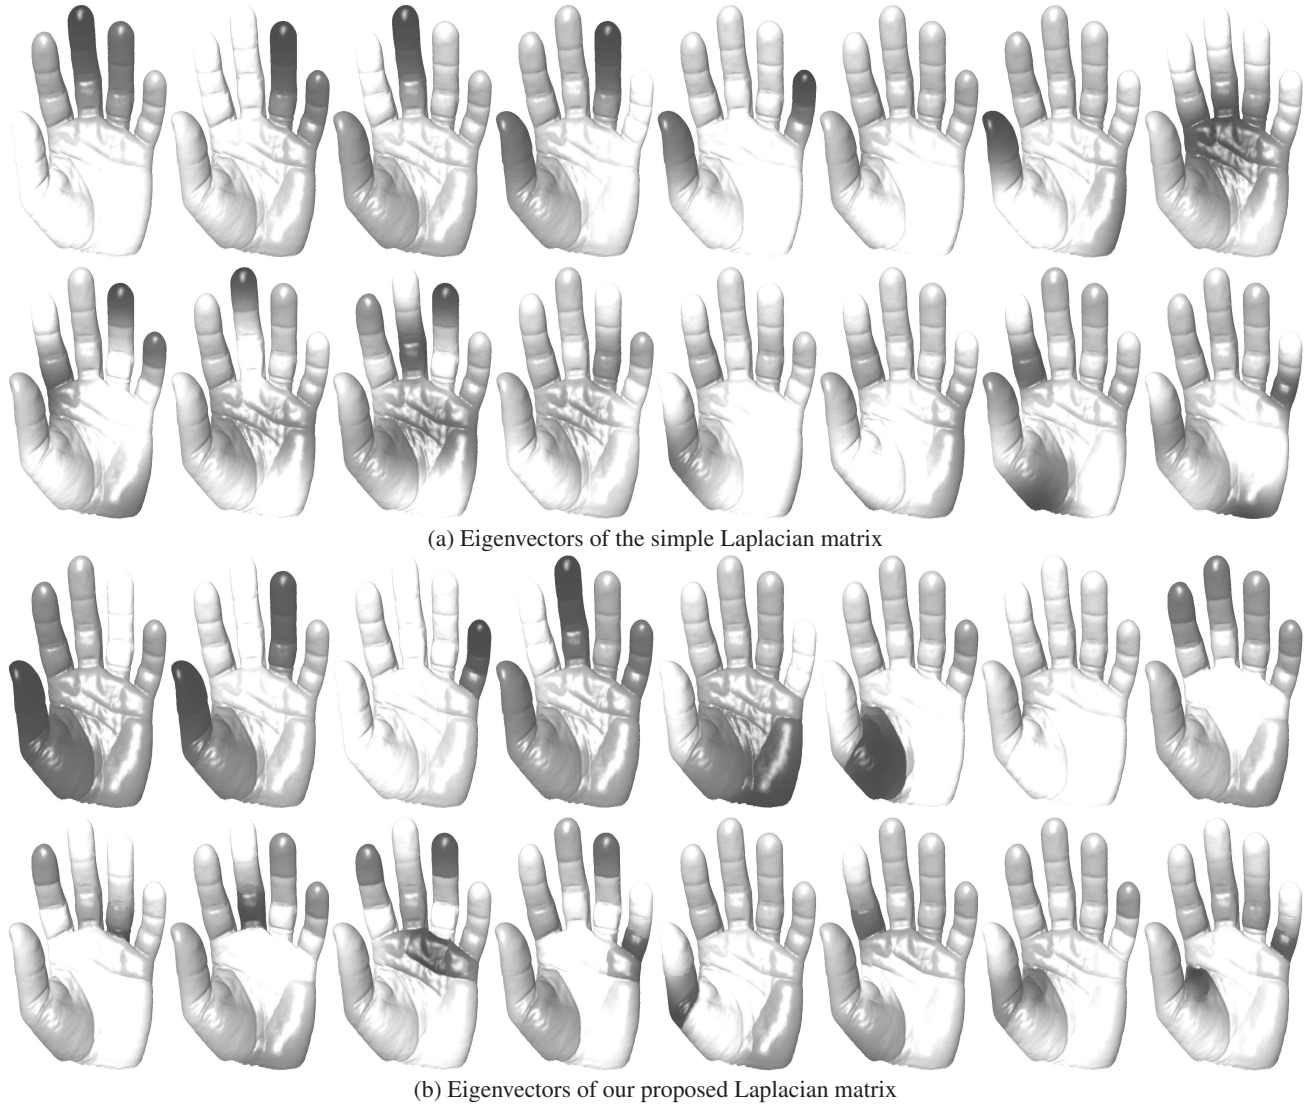 (a) Eigenvectors of the simple Laplacian matrix
(b) Eigenvectors of our proposed Laplacian matrix